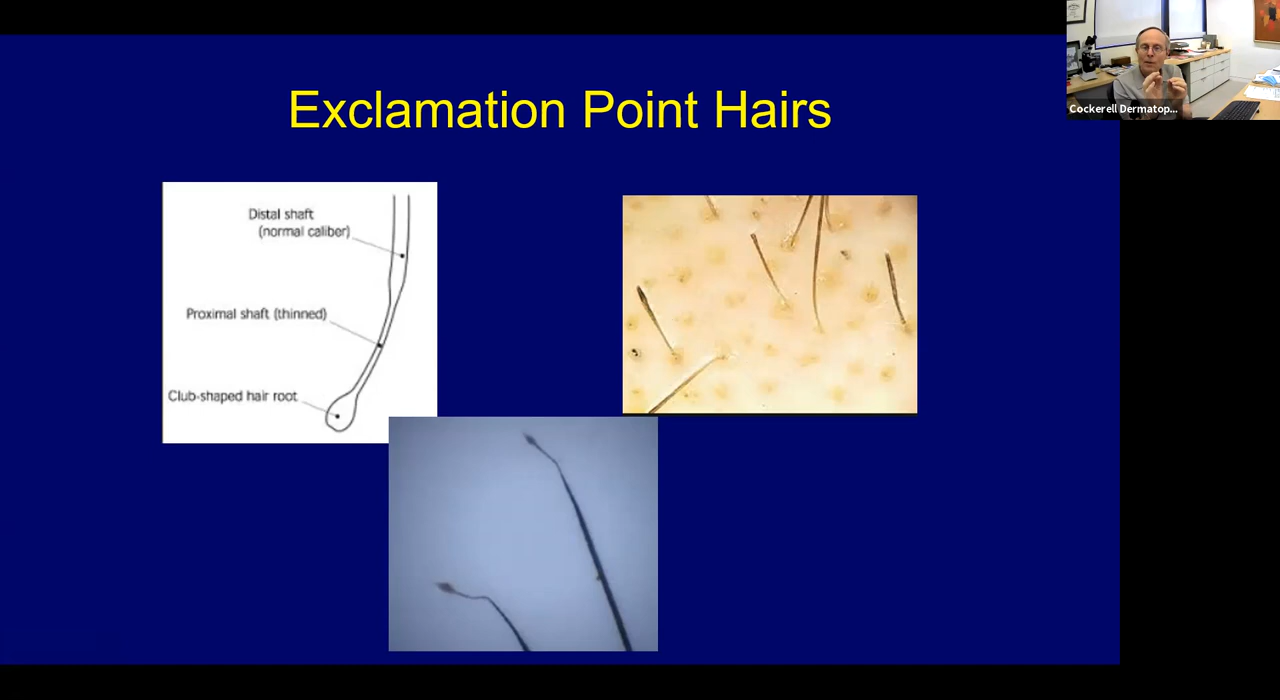 Exclamation Point Hairs
Distal shaft
(normal caliber)
Proximal shaft (thinned)
Club-shaped hair root
Cockerell Dermatop...